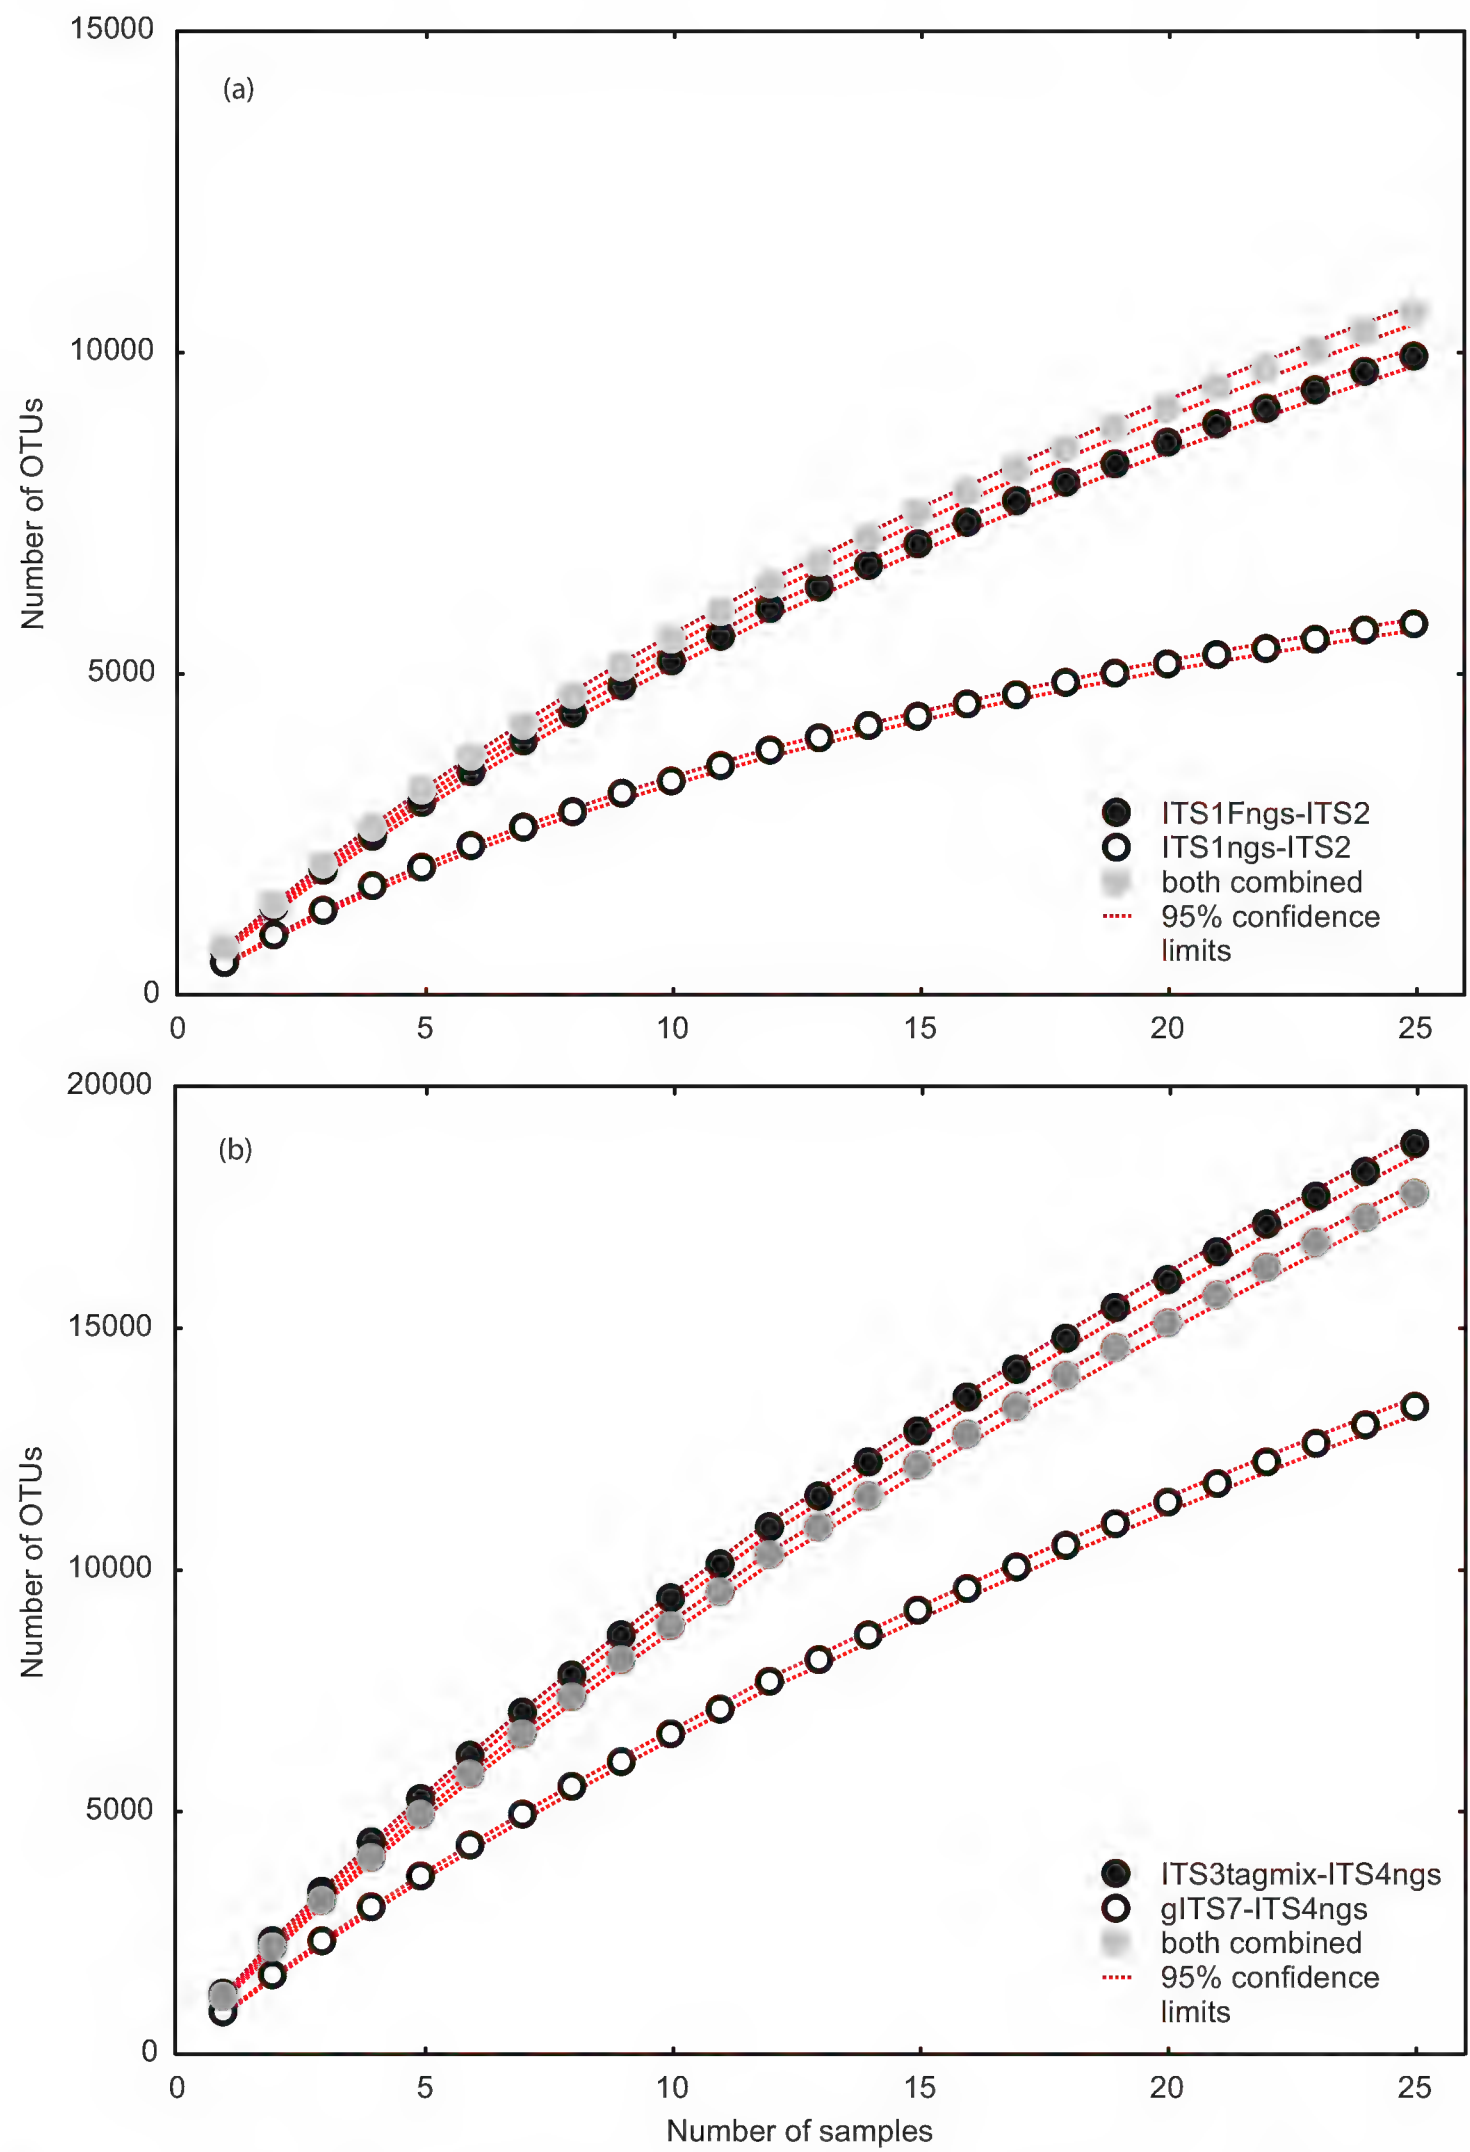 15000
(a)
10000
Number of OTUs
5000
ITS1Fngs-ITS2
ITS1ngs-ITS2
both combined
95% confidence
limits
0
0 5 10 15 20 25
20000
(b)
15000
Number of OTUs
10000
5000
ITS3tagmix-ITS4ngs
gITS7-ITS4ngs
both combined
95% confidence
limits
0
0 5 10 15 20 25
Number of samples